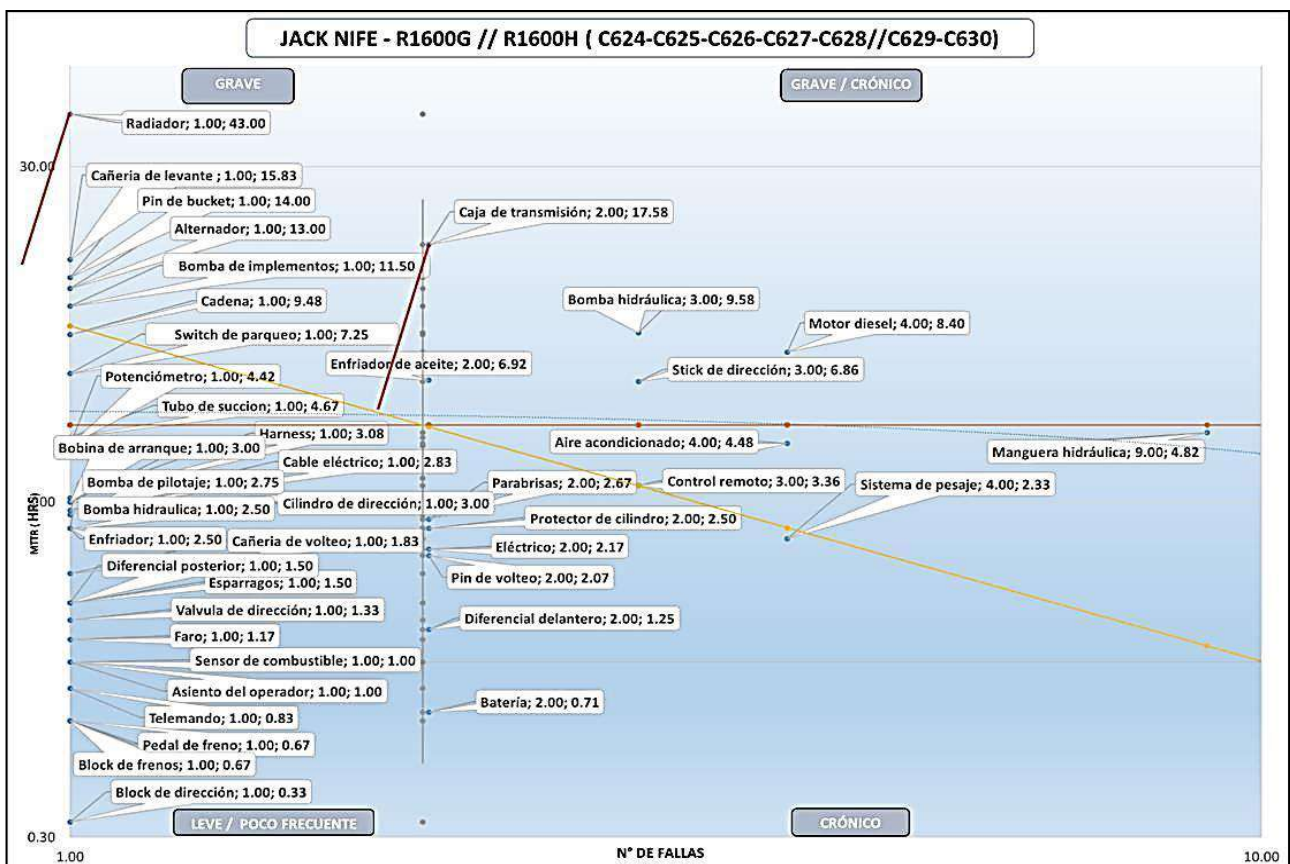 JACK NIFE - R1600G // R1600H ( C624-C625-C626-C627-C628//C629-C630)
GRAVE
GRAVE / CRÓNICO
Radiador; 1.00; 43.00
30.00
Cañeria de levante ; 1.00; 15.83
Pin de bucket; 1.00; 14.00
Caja de transmisión; 2.00; 17.58
Alternador; 1.00; 13.00
Bomba de implementos; 1.00; 11.50
Cadena; 1.00; 9.48
Bomba hidráulica; 3.00; 9.58
Motor diesel; 4.00; 8.40
Switch de parqueo; 1.00; 7.25
Enfriador de aceite; 2.00; 6.92
Stick de dirección; 3.00; 6.86
Potenciómetro; 1.00; 4.42
Tubo de succion; 1.00; 4.67
Harness; 1.00; 3.08
Aire acondicionado; 4.00; 4.48
Bobina de arranque; 1.00; 3.00
Manguera hidráulica; 9.00; 4.82
Cable eléctrico; 1.00; 2.83
Bomba de pilotaje; 1.00; 2.75
Parabrisas; 2.00; 2.67
Control remoto; 3.00; 3.36
Sistema de pesaje; 4.00; 2.33
Cilindro de dirección; 1.00; 3.00
Bomba hidraulica; 1.00; 2.50
Protector de cilindro; 2.00; 2.50
MTTR ( HRS)
Enfriador; 1.00; 2.50
Cañeria de volteo; 1.00; 1.83
Eléctrico; 2.00; 2.17
Diferencial posterior; 1.00; 1.50
Pin de volteo; 2.00; 2.07
Esparragos; 1.00; 1.50
Valvula de dirección; 1.00; 1.33
Diferencial delantero; 2.00; 1.25
Faro; 1.00; 1.17
Sensor de combustible; 1.00; 1.00
Asiento del operador; 1.00; 1.00
Batería; 2.00; 0.71
Telemando; 1.00; 0.83
Pedal de freno; 1.00; 0.67
Block de frenos; 1.00; 0.67
Block de dirección; 1.00; 0.33
LEVE / POCO FRECUENTE
CRÓNICO
0.30
1.00
N° DE FALLAS
10.00